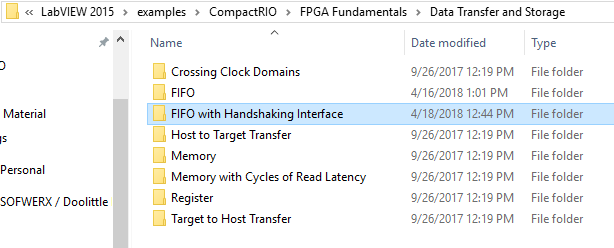 LabVIEW 2015 > examples > CompactRIO > FPGA Fundamentals > Data Transfer and Storage
Name Date modified Type
Crossing Clock Domains 9/26/2017 12:19 PM File folder
FIFO 4/16/2018 1:01 PM File folder
Material FIFO with Handshaking Interface 4/18/2018 12:44 PM File folder
gs Host to Target Transfer 9/26/2017 12:19 PM File folder
Memory 9/26/2017 12:19 PM File folder
Personal Memory with Cycles of Read Latency 9/26/2017 12:19 PM File folder
SOFWERX / Doolittle Register 9/26/2017 12:19 PM File folder
Target to Host Transfer 9/26/2017 12:19 PM File folder